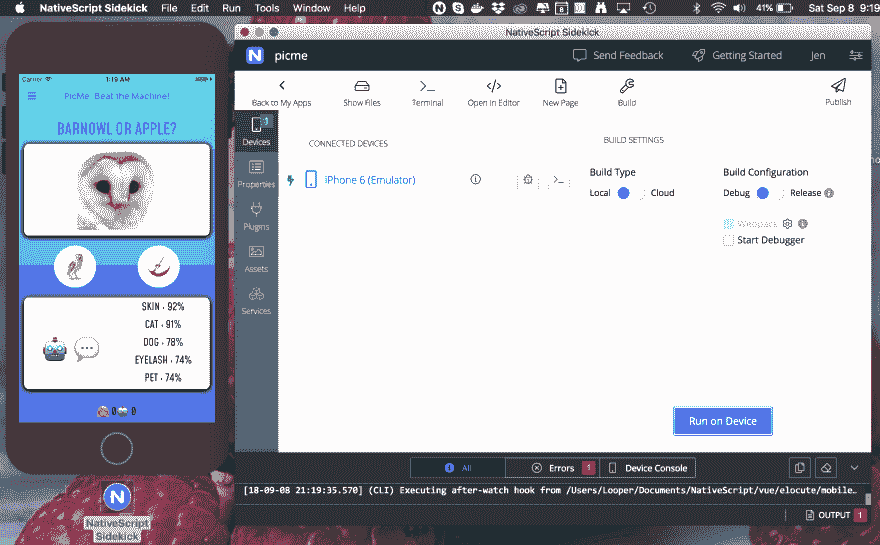 NativeScript Sidekick File Edit Run Tools Window Help 41% Sat Sep 8 9:19
NativeScript Sidekick
N picme Send Feedback Getting Started Jen
Back to My Apps Show Files Terminal Open in Editor New Page Build Publish
Devices
Properties
Plugins
Assets
Services
CONNECTED DEVICES
iPhone 6 (Emulator)
BUILD SETTINGS
Build Type
Local Cloud
Build Configuration
Debug Release
Webpack
Start Debugger
Run on Device
All Errors 1 Device Console
[18-09-08 21:19:35.570] (CLI) Executing after-watch hook from /Users/Looper/Documents/NativeScript/vue/elocute/mobile…
OUTPUT 1
Carrier 1:19 AM
PicMe: Beat the Machine!
BARNOWL OR APPLE?
SKIN : 92%
CAT : 91%
DOG : 78%
EYELASH : 74%
PET : 74%
0 0
NativeScript
Sidekick